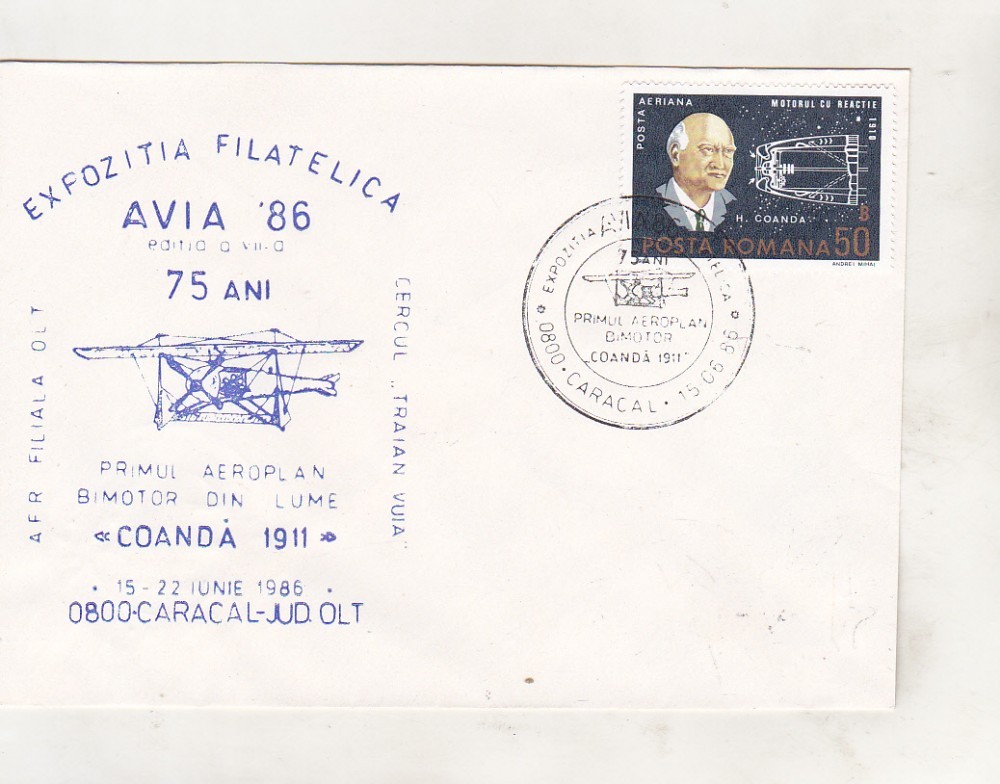 EXPOZITIA FILATELICA
AVIA '86
editia a VII-a
75 ANI
AFR FILIALA OLT
CERCUL „TRAIAN VUIA"
PRIMUL AEROPLAN
BIMOTOR DIN LUME
«COANDĂ 1911»
· 15-22 IUNIE 1986 ·
0800·CARACAL-JUD. OLT
POSTA AERIANA
MOTORUL CU REACTIE
1910
H. COANDA
POSTA ROMANA 50
B
ANDREI MIHAI
EXPOZITIA
AVIA
75 ANI
PRIMUL AEROPLAN
BIMOTOR
„COANDĂ 1911"
* 0800·CARACAL · 15.06.86 *